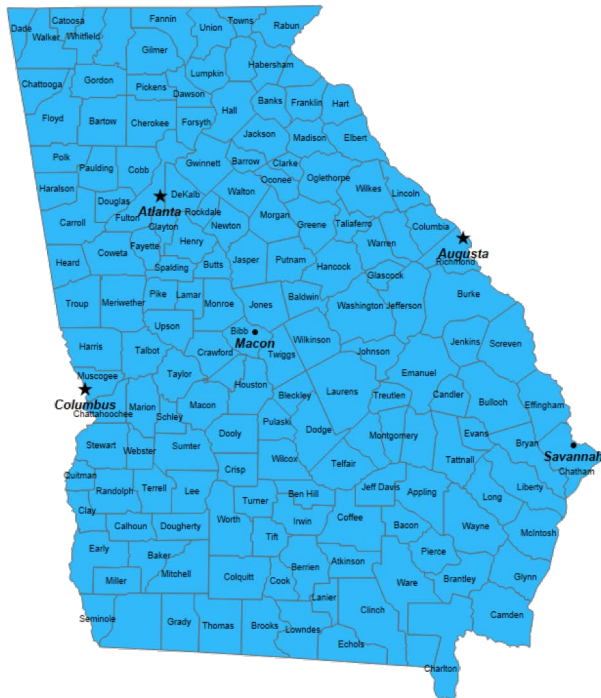 Catoosa
Fannin
Towns
Union
Rabun
Dade
Walker
Whitfield
Gilmer
Habersham
Lumpkin
Chattooga
Gordon
Pickens
Dawson
Banks
Franklin
Hart
Hall
Floyd
Bartow
Cherokee
Forsyth
Jackson
Madison
Elbert
Polk
Paulding
Cobb
Gwinnett
Barrow
Clarke
Oconee
Oglethorpe
Haralson
Wilkes
Lincoln
DeKalb
Walton
Douglas
Atlanta
Rockdale
Morgan
Fulton
Clayton
Newton
Greene
Taliaferro
Columbia
Carroll
Fayette
Henry
Warren
Augusta
Coweta
Heard
Spalding
Butts
Jasper
Putnam
Hancock
Richmond
Glascock
Troup
Meriwether
Pike
Lamar
Monroe
Jones
Baldwin
Washington
Jefferson
Burke
Upson
Bibb
Macon
Wilkinson
Harris
Talbot
Crawford
Twiggs
Johnson
Jenkins
Screven
Muscogee
Taylor
Houston
Emanuel
Columbus
Chattahoochee
Marion
Schley
Macon
Bleckley
Laurens
Treutlen
Candler
Bulloch
Effingham
Pulaski
Dodge
Stewart
Webster
Sumter
Dooly
Wilcox
Montgomery
Evans
Bryan
Savannah
Telfair
Tattnall
Chatham
Crisp
Quitman
Randolph
Terrell
Lee
Turner
Ben Hill
Jeff Davis
Appling
Long
Liberty
Clay
Calhoun
Dougherty
Worth
Irwin
Coffee
Bacon
Wayne
McIntosh
Tift
Early
Baker
Mitchell
Pierce
Miller
Colquitt
Berrien
Atkinson
Cook
Ware
Brantley
Glynn
Lanier
Clinch
Seminole
Grady
Thomas
Brooks
Lowndes
Echols
Camden
Charlton